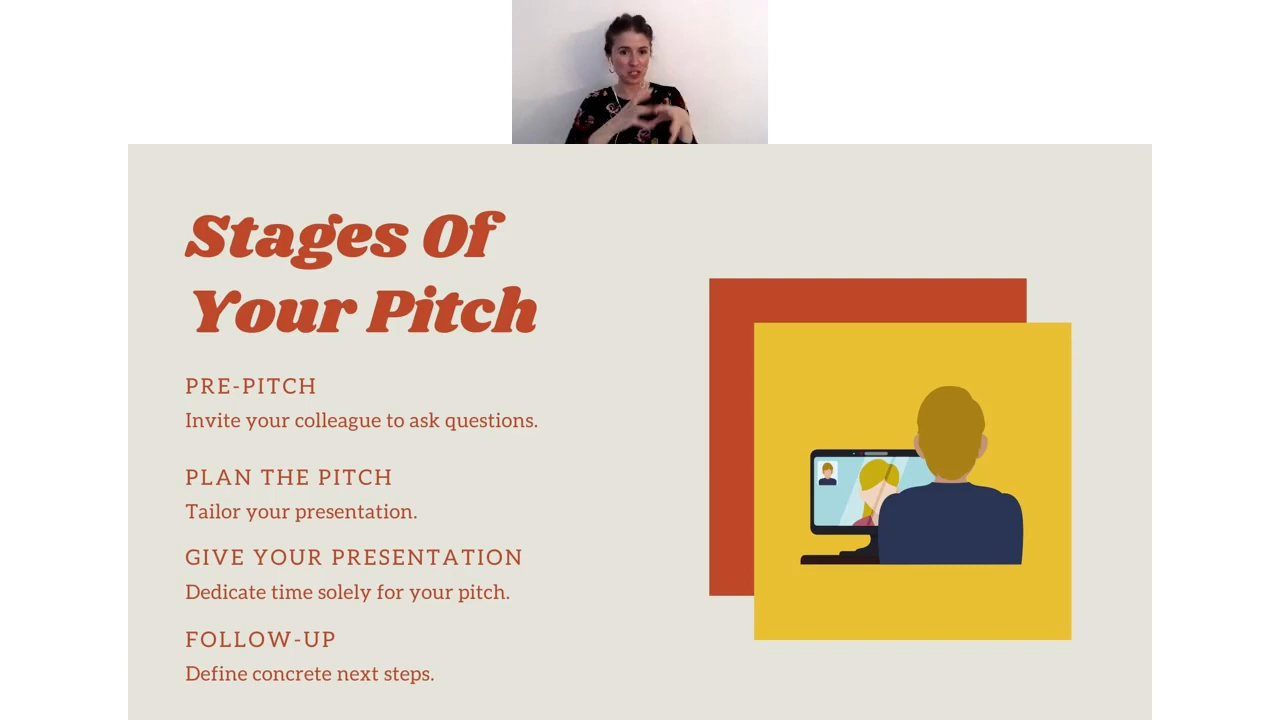 Stages Of
Your Pitch
PRE-PITCH
Invite your colleague to ask questions.
PLAN THE PITCH
Tailor your presentation.
GIVE YOUR PRESENTATION
Dedicate time solely for your pitch.
FOLLOW-UP
Define concrete next steps.